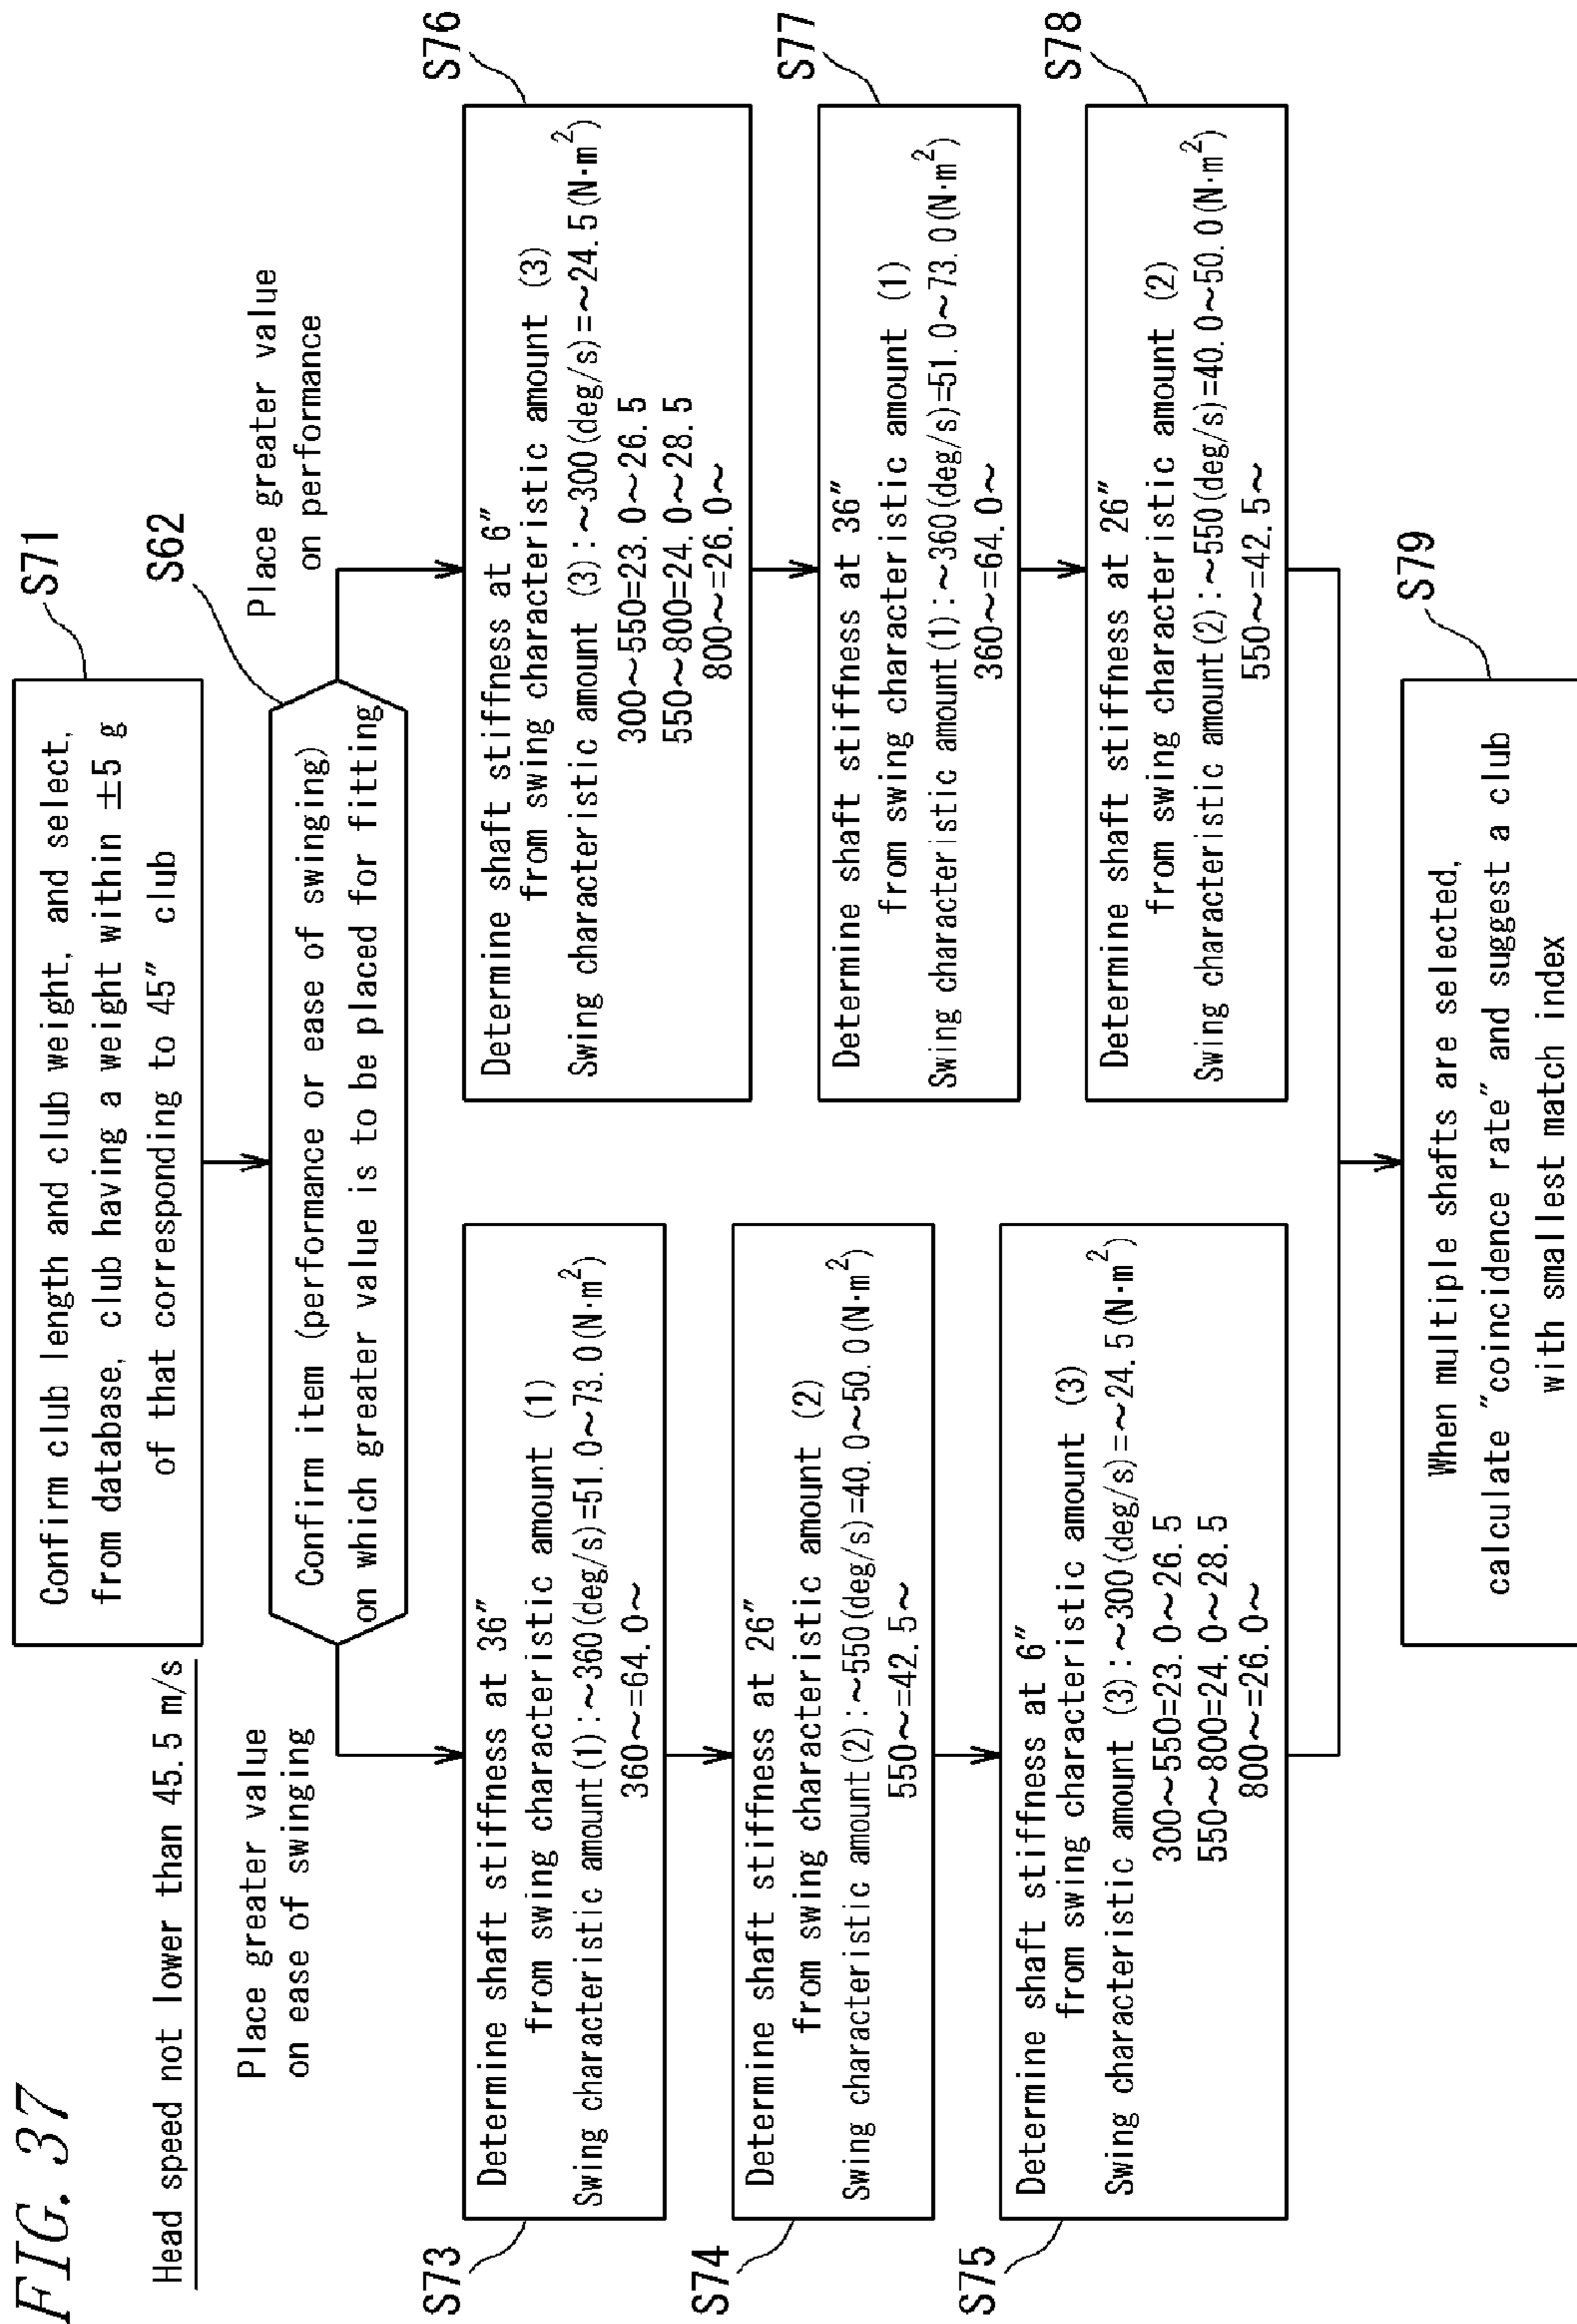 FIG. 37
Head speed not lower than 45.5 m/s
S71
Confirm club length and club weight, and select,
from database, club having a weight within ±5 g
of that corresponding to 45″ club
S62
Confirm item (performance or ease of swinging)
on which greater value is to be placed for fitting
Place greater value
on ease of swinging
Place greater value
on performance
S73
Determine shaft stiffness at 36″
from swing characteristic amount (1)
Swing characteristic amount(1):～360(deg/s)=51.0～73.0(N·m²)
360～=64.0～
S74
Determine shaft stiffness at 26″
from swing characteristic amount (2)
Swing characteristic amount(2):～550(deg/s)=40.0～50.0(N·m²)
550～=42.5～
S75
Determine shaft stiffness at 6″
from swing characteristic amount (3)
Swing characteristic amount (3):～300(deg/s)=～24.5(N·m²)
300～550=23.0～26.5
550～800=24.0～28.5
800～=26.0～
S76
Determine shaft stiffness at 6″
from swing characteristic amount (3)
Swing characteristic amount (3):～300(deg/s)=～24.5(N·m²)
300～550=23.0～26.5
550～800=24.0～28.5
800～=26.0～
S77
Determine shaft stiffness at 36″
from swing characteristic amount (1)
Swing characteristic amount(1):～360(deg/s)=51.0～73.0(N·m²)
360～=64.0～
S78
Determine shaft stiffness at 26″
from swing characteristic amount (2)
Swing characteristic amount(2):～550(deg/s)=40.0～50.0(N·m²)
550～=42.5～
S79
When multiple shafts are selected,
calculate ″coincidence rate″ and suggest a club
with smallest match index